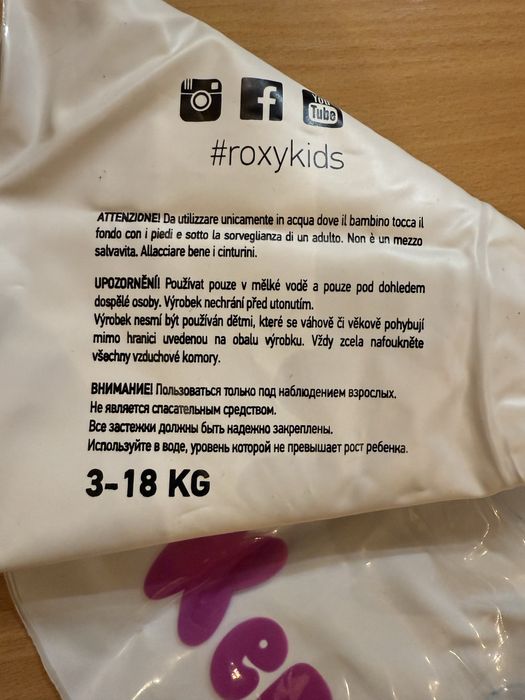 You
Tube
#roxykids
ATTENZIONE! Da utilizzare unicamente in acqua dove il bambino tocca il
fondo con i piedi e sotto la sorveglianza di un adulto. Non è un mezzo
salvavita. Allacciare bene i cinturini.
UPOZORNĚNÍ! Používat pouze v mělké vodě a pouze pod dohledem
dospělé osoby. Výrobek nechrání před utonutím.
Výrobek nesmí být používán dětmi, které se váhově či věkově pohybují
mimo hranici uvedenou na obalu výrobku. Vždy zcela nafoukněte
všechny vzduchové komory.
ВНИМАНИЕ! Пользоваться только под наблюдением взрослых.
Не является спасательным средством.
Все застежки должны быть надежно закреплены.
Используйте в воде, уровень которой не превышает рост ребенка.
3-18 KG